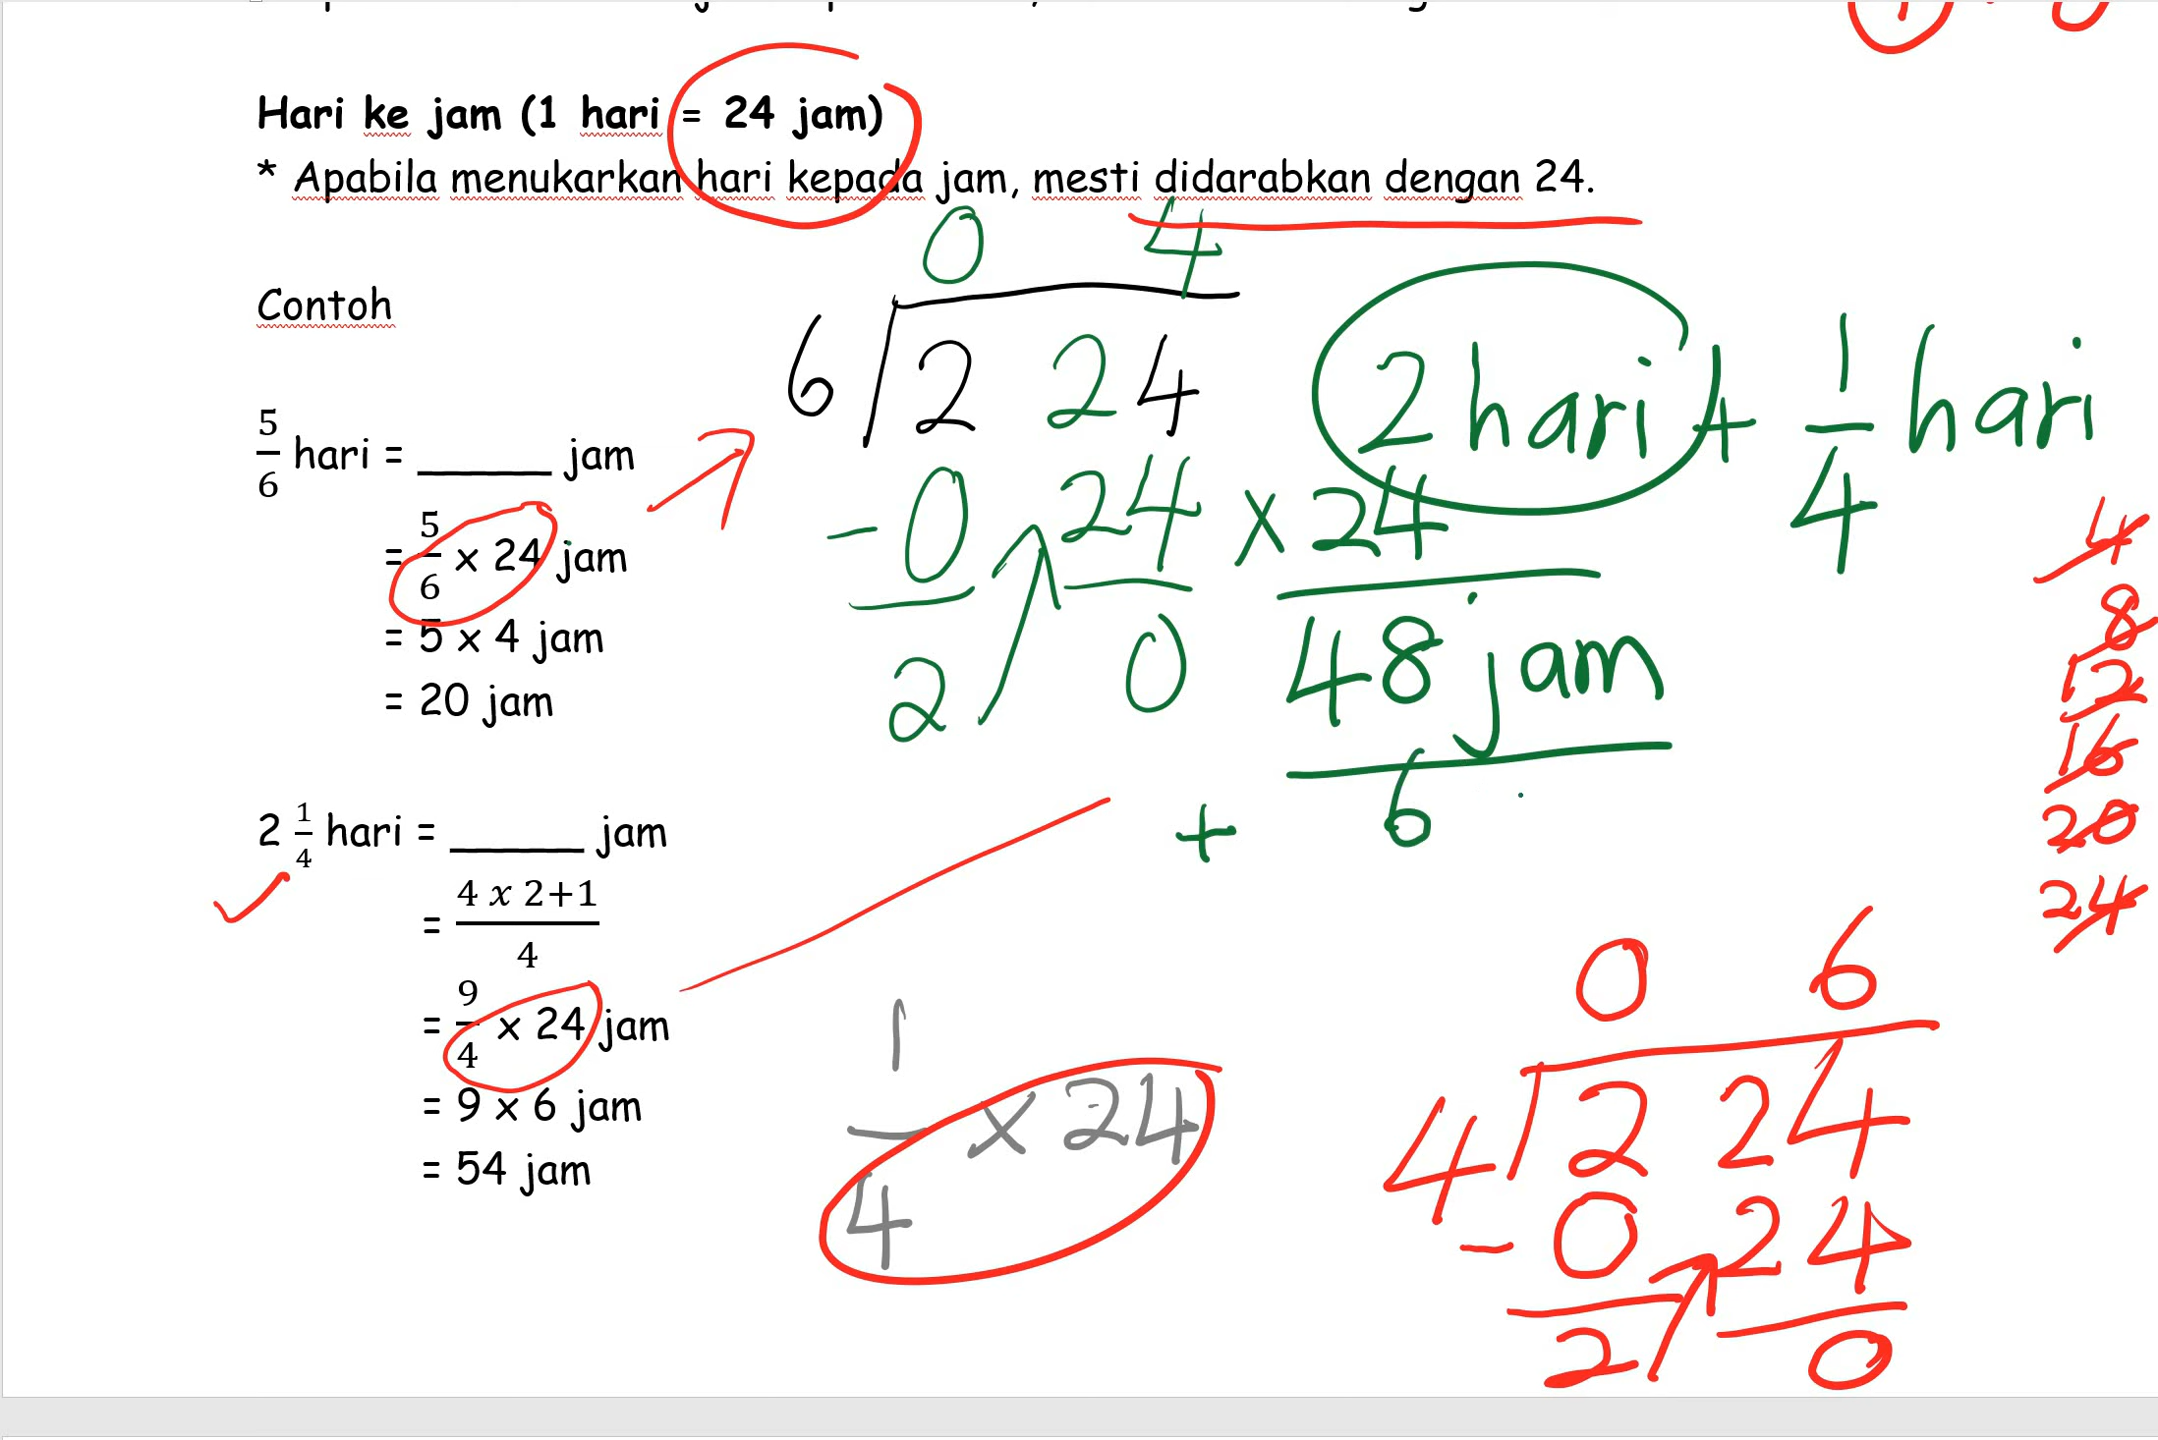 Hari ke jam (1 hari = 24 jam)
* Apabila menukarkan hari kepada jam, mesti didarabkan dengan 24.
Contoh
5/6 hari = ______ jam
= 5/6 x 24 jam
= 5 x 4 jam
= 20 jam
2 1/4 hari = ______ jam
= (4 x 2+1)/4
= 9/4 x 24 jam
= 9 x 6 jam
= 54 jam
0 4
6 2 24
- 0 24
2 0
2 hari + 1/4 hari
x 24
48 jam
+ 6
1/4 x 24
4
8
12
16
20
24
0 6
4 2 24
- 0 24
2 0